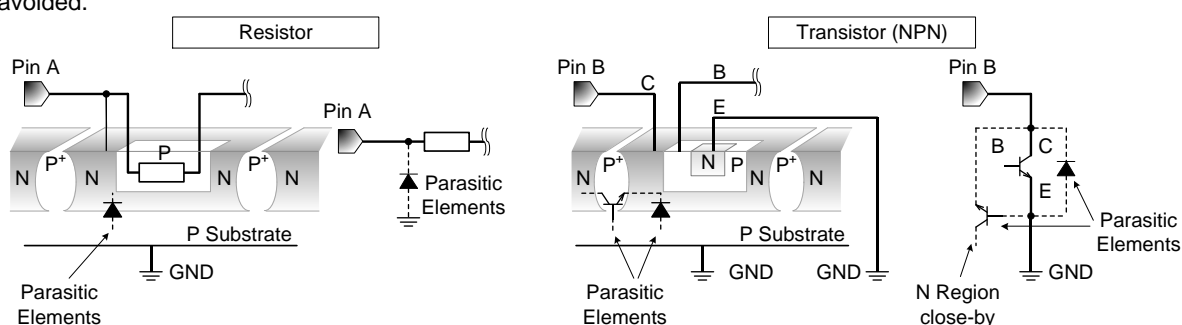 avoided.
Resistor
Transistor (NPN)
Pin A
Pin A
N P+ N P N P+ N
Parasitic
Elements
P Substrate
GND
Parasitic
Elements
Pin B
C B
E
N P+ N N P N P+ N
P Substrate
GND GND
Parasitic
Elements
Pin B
B C
E
Parasitic
Elements
GND
N Region
close-by